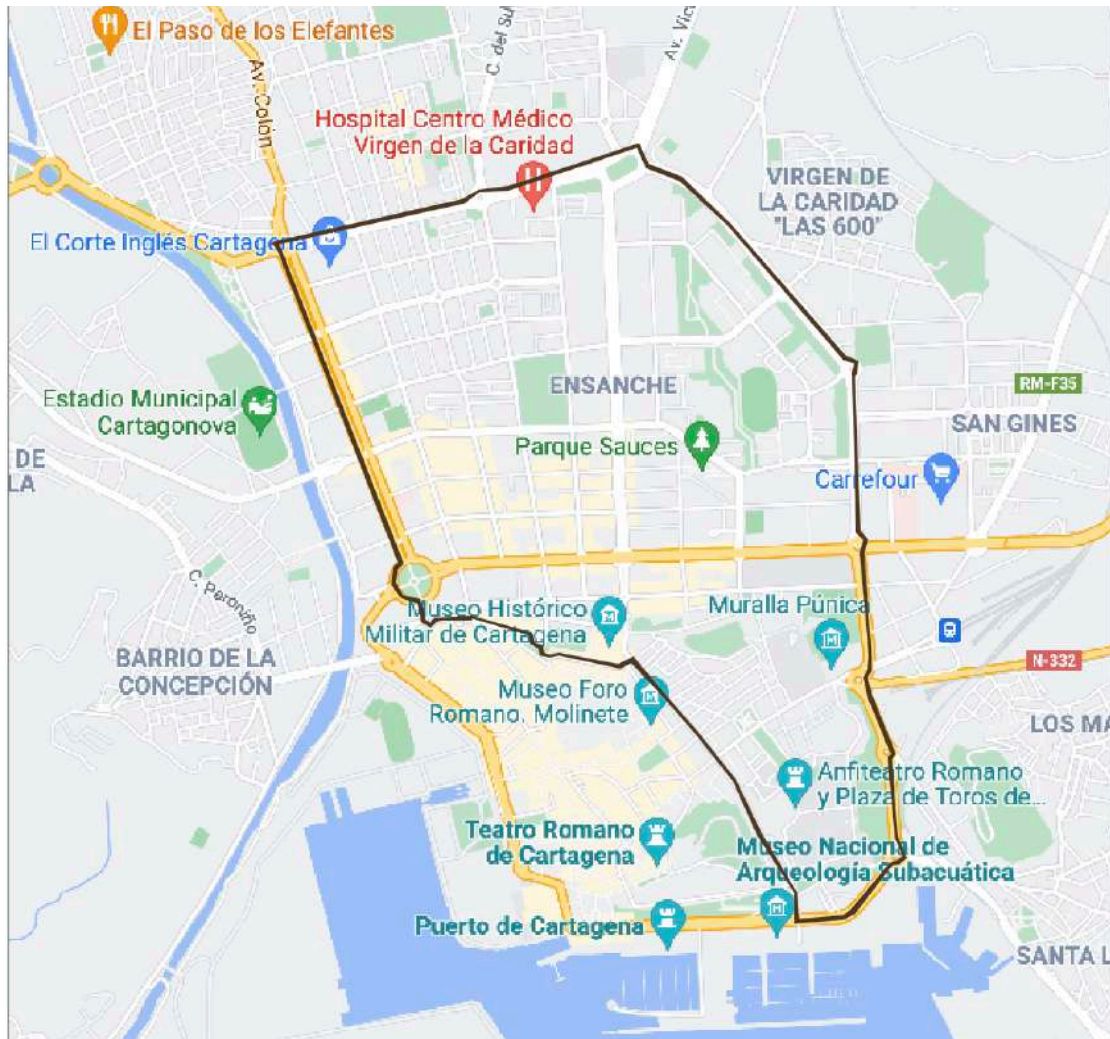 El Paso de los Elefantes
Av. Colón
C. del Su
Av. Vic
Hospital Centro Médico
Virgen de la Caridad
VIRGEN DE
LA CARIDAD
"LAS 600"
El Corte Inglés Cartagena
ENSANCHE
RM-F35
Estadio Municipal
Cartagonova
SAN GINES
DE
LA
Parque Sauces
Carrefour
C. Peronziño
Museo Histórico
Militar de Cartagena
Muralla Púnica
BARRIO DE LA
CONCEPCIÓN
N-332
Museo Foro
Romano. Molinete
LOS MA
Anfiteatro Romano
y Plaza de Toros de...
Teatro Romano
de Cartagena
Museo Nacional de
Arqueología Subacuática
Puerto de Cartagena
SANTA L